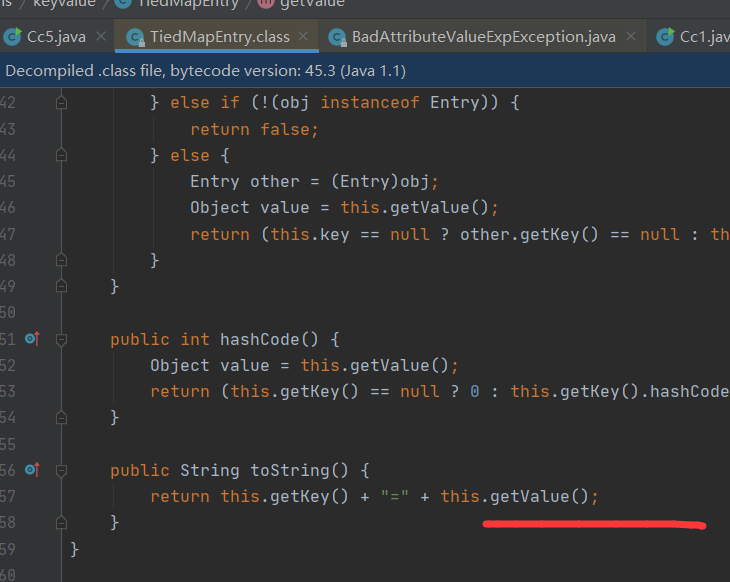 keyvalue / TiedMapEntry / getValue
Cc5.java × TiedMapEntry.class × BadAttributeValueExpException.java × Cc1.jav
Decompiled .class file, bytecode version: 45.3 (Java 1.1)
42 } else if (!(obj instanceof Entry)) {
43 return false;
44 } else {
45 Entry other = (Entry)obj;
46 Object value = this.getValue();
47 return (this.key == null ? other.getKey() == null : th
48 }
49 }
50
51 public int hashCode() {
52 Object value = this.getValue();
53 return (this.getKey() == null ? 0 : this.getKey().hashCode
54 }
55
56 public String toString() {
57 return this.getKey() + "=" + this.getValue();
58 }
59 }
60